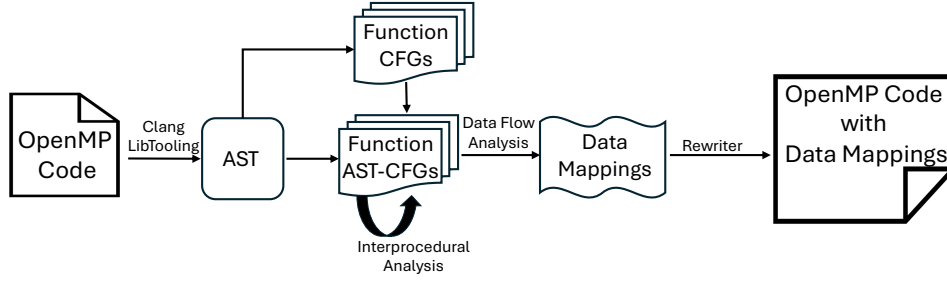 Function
CFGs
OpenMP
Code
Clang
LibTooling
AST
Function
AST-CFGs
Interprocedural
Analysis
Data Flow
Analysis
Data
Mappings
Rewriter
OpenMP Code
with
Data Mappings